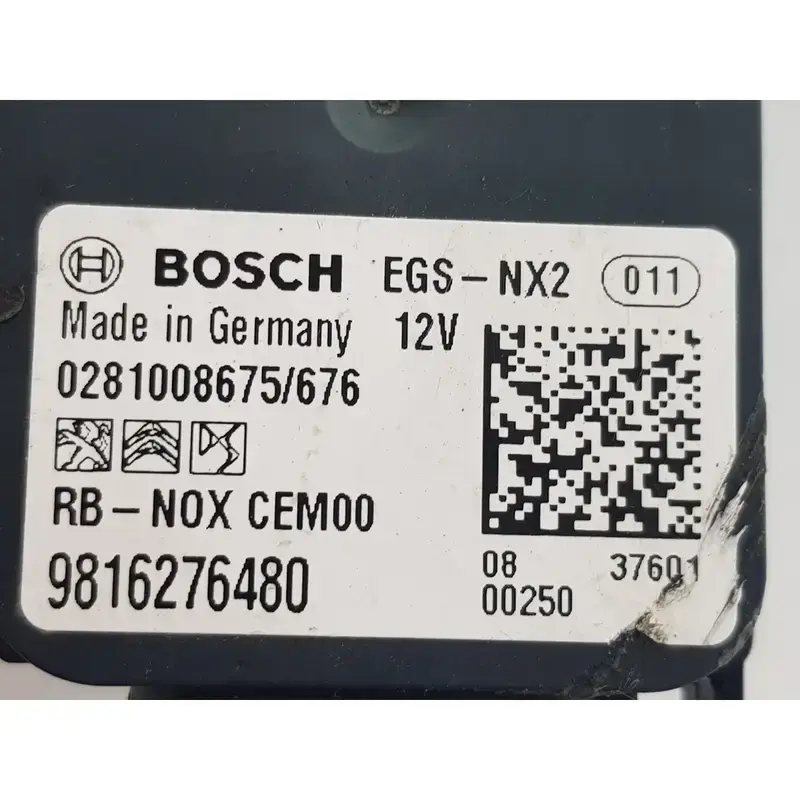 BOSCH EGS-NX2 011
Made in Germany 12V
0281008675/676
RB-NOX CEM00
9816276480
08 37601
00250